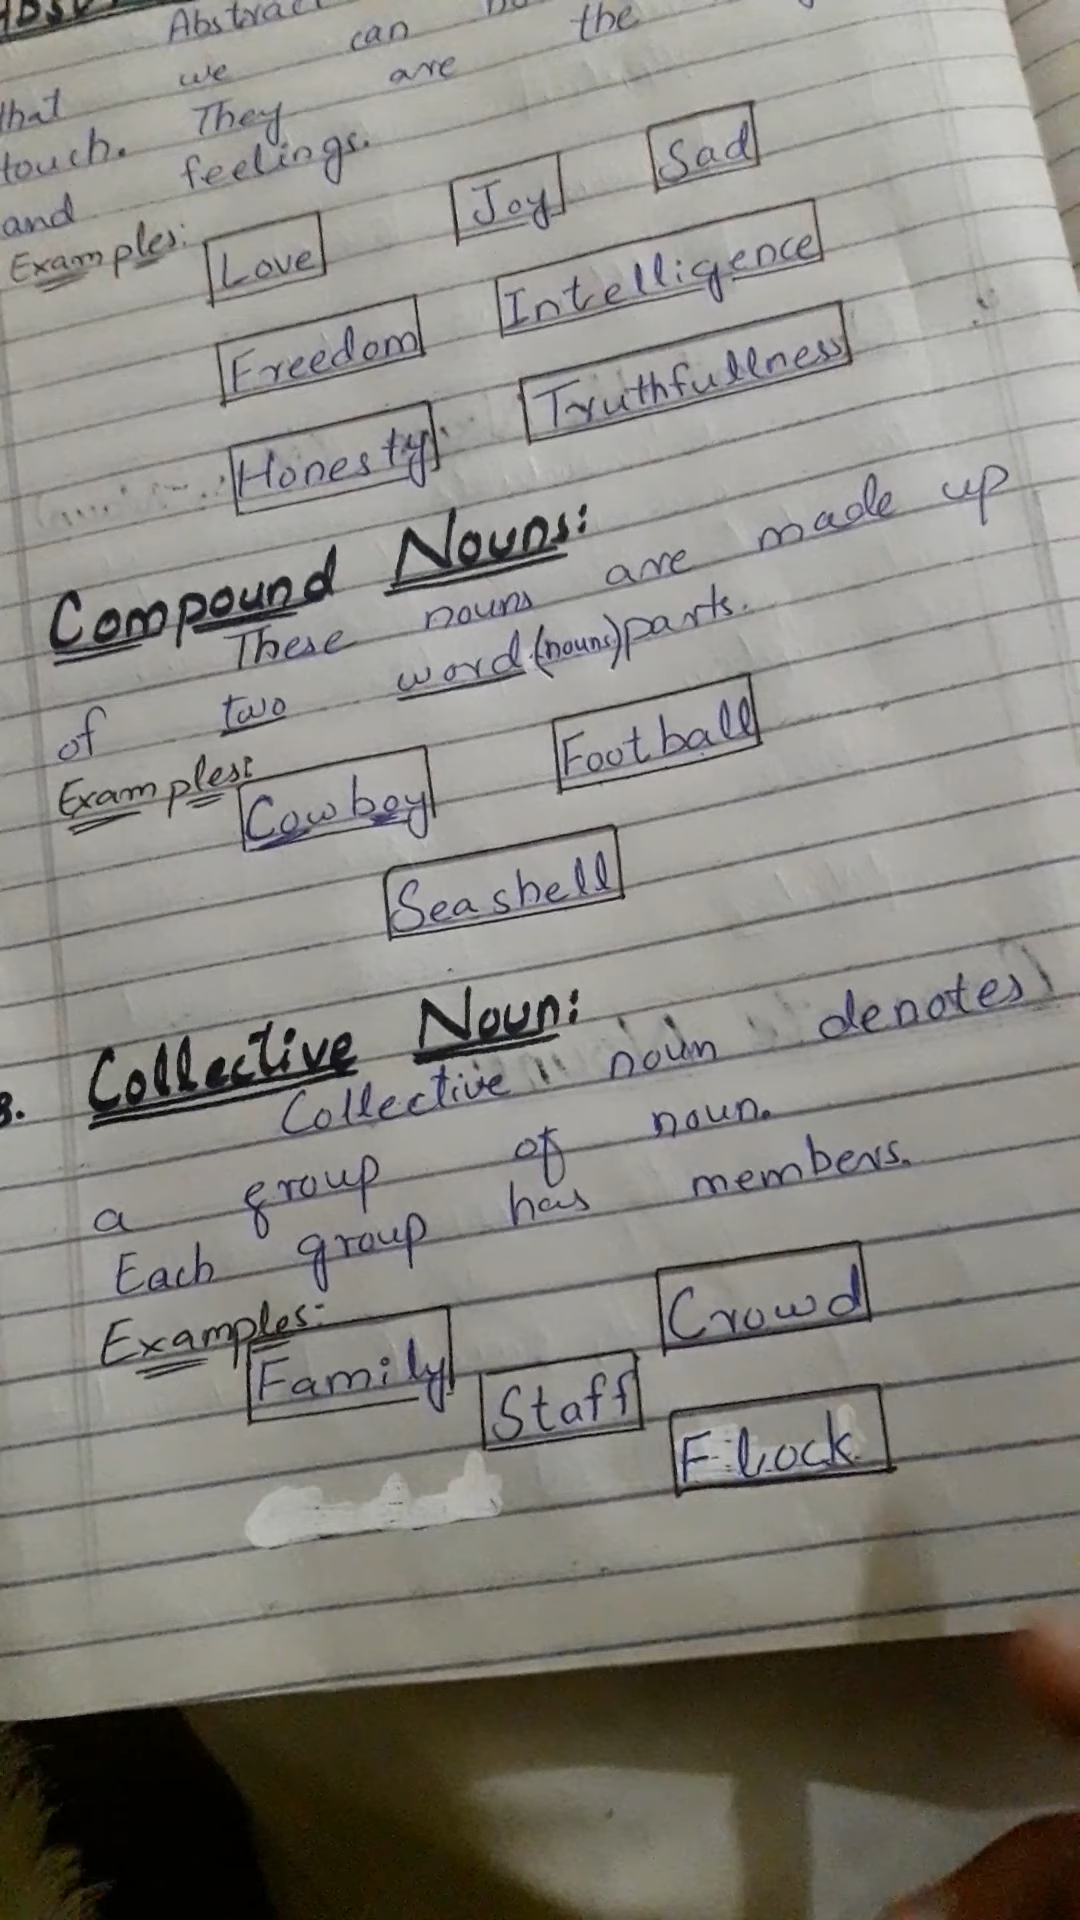 Abstract
that we can the
touch. They are
and feelings.
Examples:
Love Joy Sad
Freedom Intelligence
Honesty Truthfullness
Compound Nouns:
These nouns are made up
of two word (nouns) parts.
Examples:
Cowboy Football
Seashell
3. Collective Noun:
Collective noun denotes
a group of noun.
Each group has members.
Examples:
Family Staff Crowd
Flock